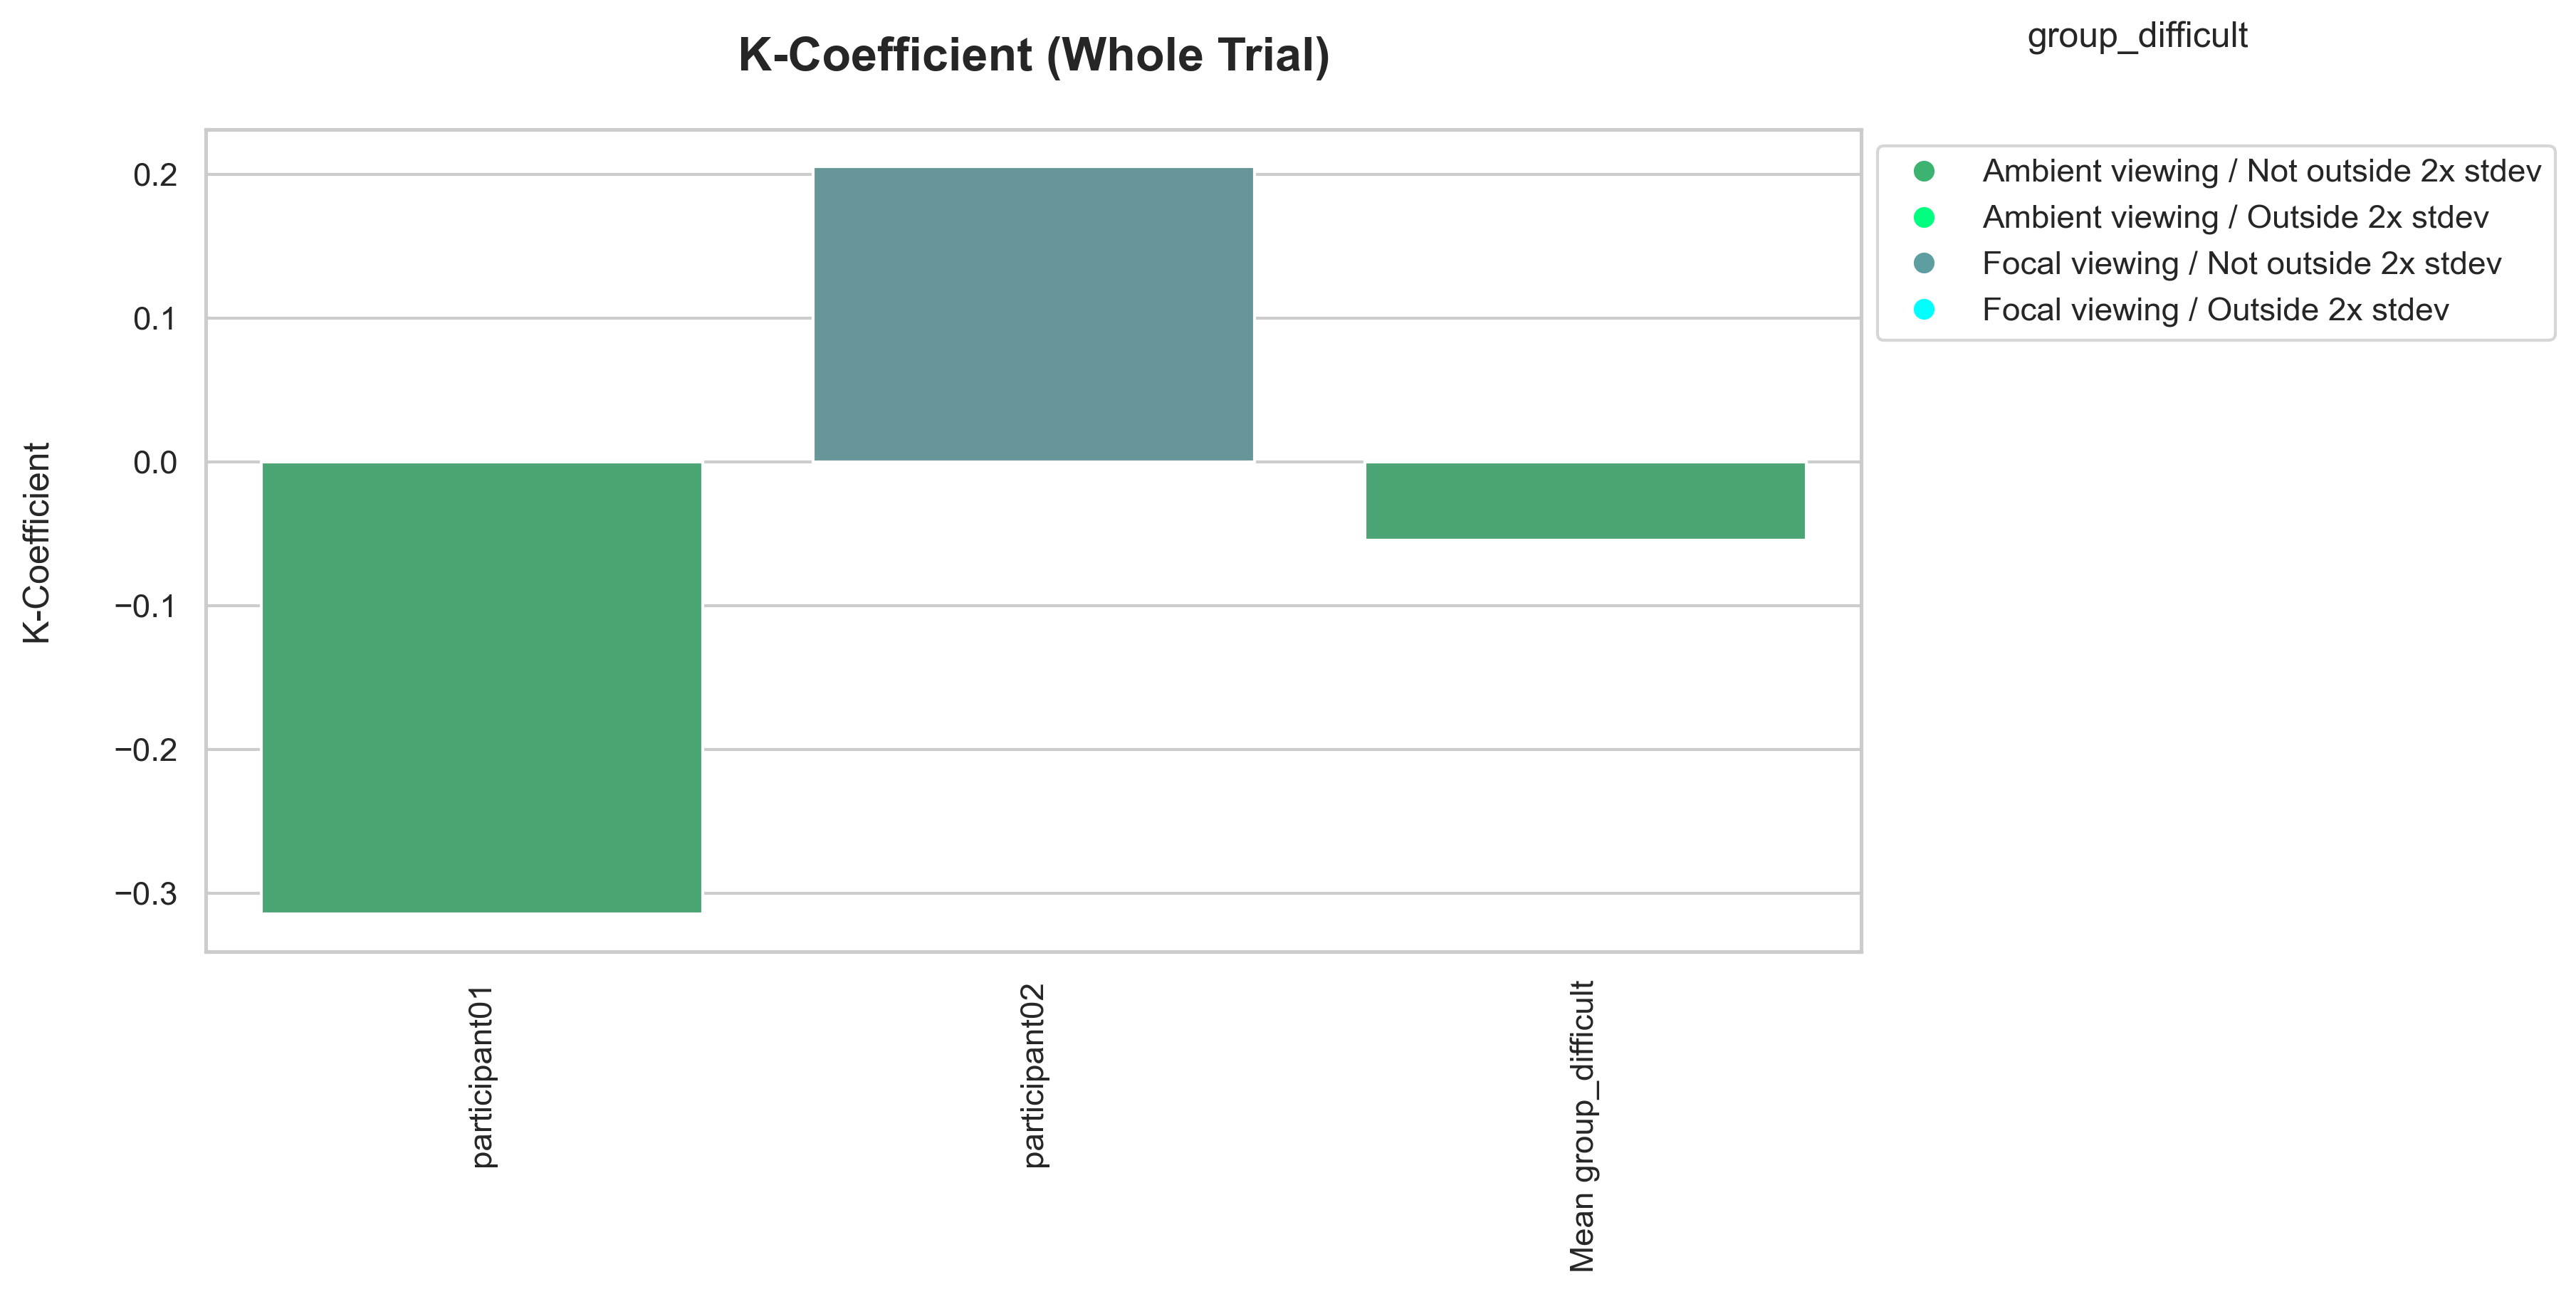 K-Coefficient (Whole Trial)
group_difficult
Ambient viewing / Not outside 2x stdev
Ambient viewing / Outside 2x stdev
Focal viewing / Not outside 2x stdev
Focal viewing / Outside 2x stdev
K-Coefficient
0.2
0.1
0.0
−0.1
−0.2
−0.3
participant01
participant02
Mean group_difficult